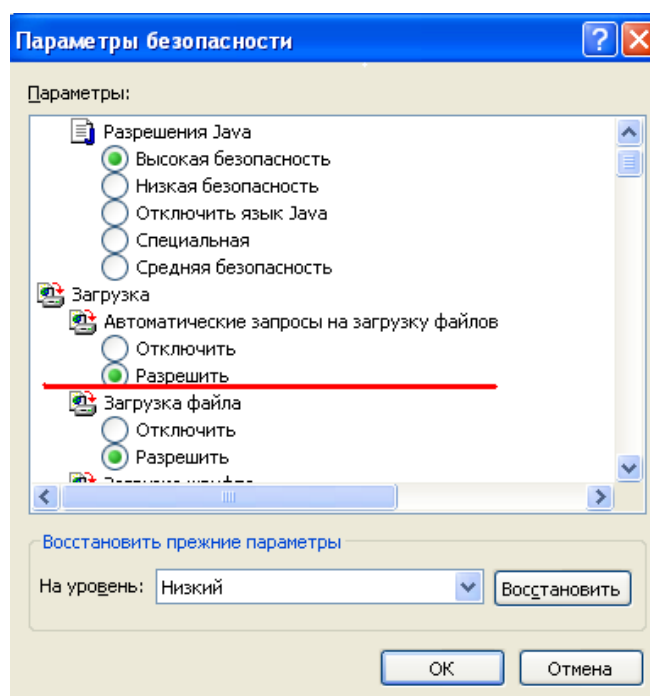 Параметры безопасности
Параметры:
Разрешения Java
Высокая безопасность
Низкая безопасность
Отключить язык Java
Специальная
Средняя безопасность
Загрузка
Автоматические запросы на загрузку файлов
Отключить
Разрешить
Загрузка файла
Отключить
Разрешить
Восстановить прежние параметры
На уровень: Низкий Восстановить
ОК Отмена